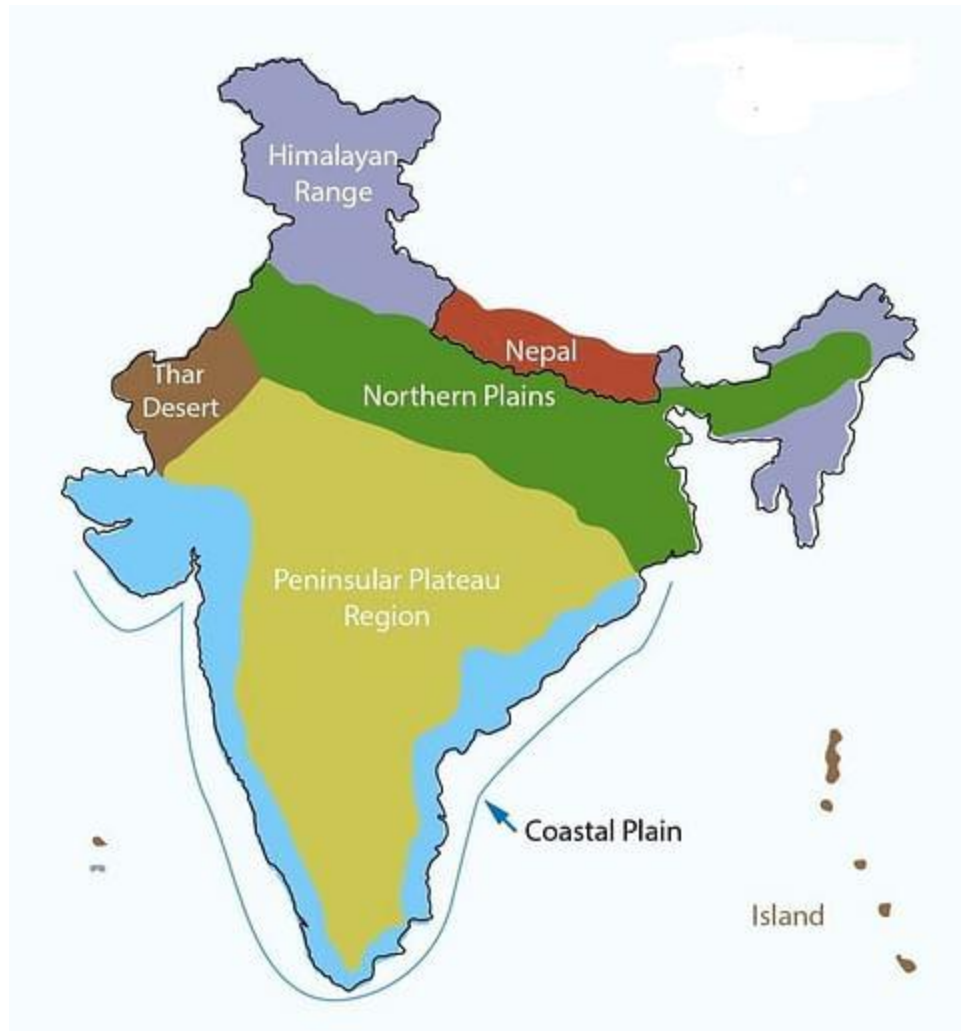 Himalayan
Range
Nepal
Thar
Desert
Northern Plains
Peninsular Plateau
Region
Coastal Plain
Island